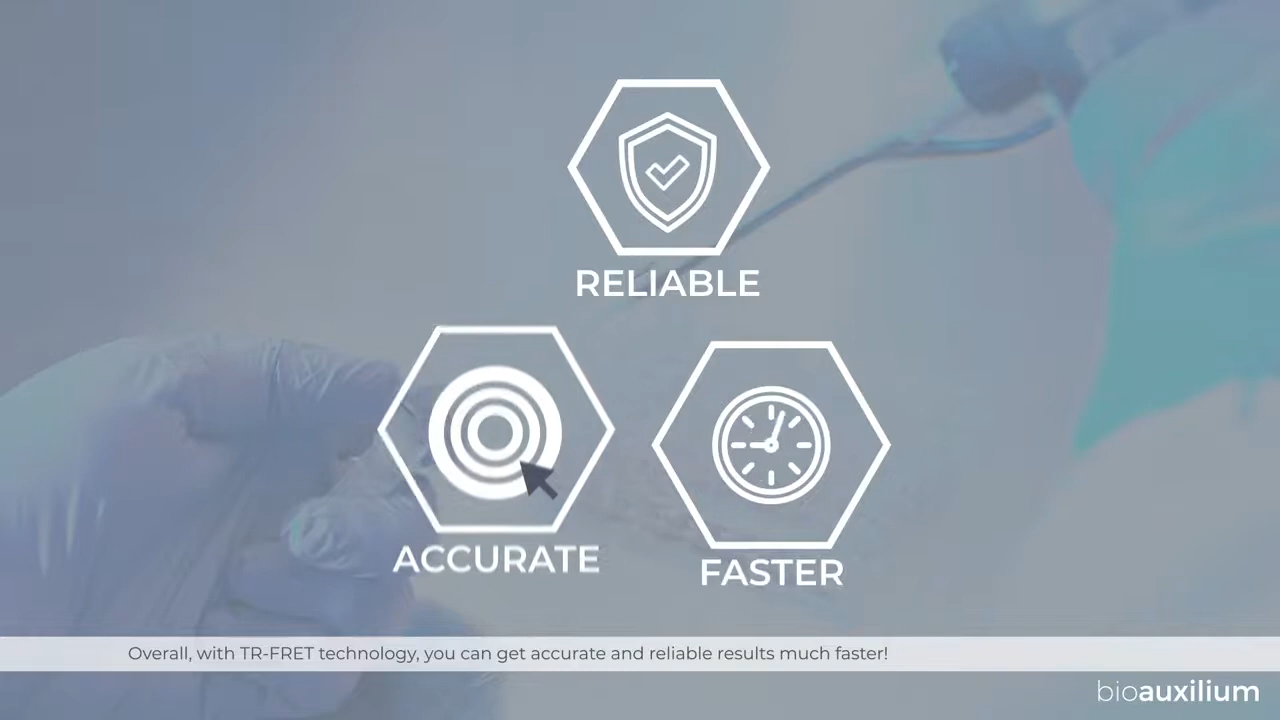 RELIABLE
ACCURATE
FASTER
Overall, with TR-FRET technology, you can get accurate and reliable results much faster!
bioauxilium